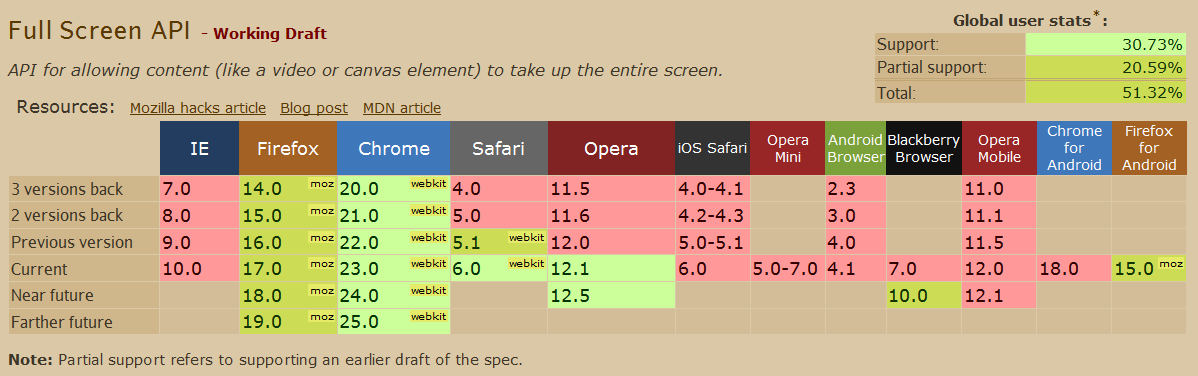 Full Screen API - Working Draft
Global user stats*:
Support: 30.73%
Partial support: 20.59%
Total: 51.32%
API for allowing content (like a video or canvas element) to take up the entire screen.
Resources: Mozilla hacks article Blog post MDN article
IE Firefox Chrome Safari Opera iOS Safari Opera Mini Android Browser Blackberry Browser Opera Mobile Chrome for Android Firefox for Android
3 versions back 7.0 14.0 moz 20.0 webkit 4.0 11.5 4.0-4.1 2.3 11.0
2 versions back 8.0 15.0 moz 21.0 webkit 5.0 11.6 4.2-4.3 3.0 11.1
Previous version 9.0 16.0 moz 22.0 webkit 5.1 webkit 12.0 5.0-5.1 4.0 11.5
Current 10.0 17.0 moz 23.0 webkit 6.0 webkit 12.1 6.0 5.0-7.0 4.1 7.0 12.0 18.0 15.0 moz
Near future 18.0 moz 24.0 webkit 12.5 10.0 12.1
Farther future 19.0 moz 25.0 webkit
Note: Partial support refers to supporting an earlier draft of the spec.